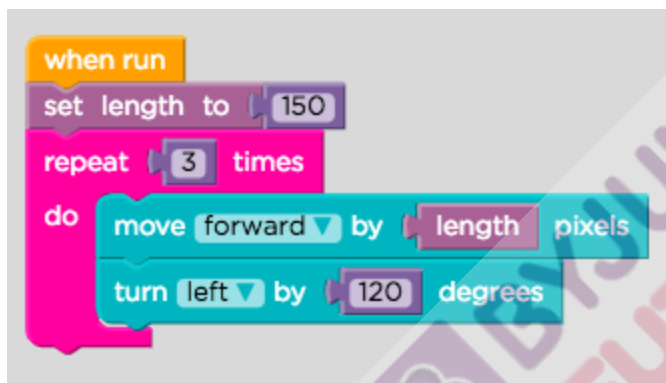 when run
set length to 150
repeat 3 times
do
move forward by length pixels
turn left by 120 degrees
BYJU